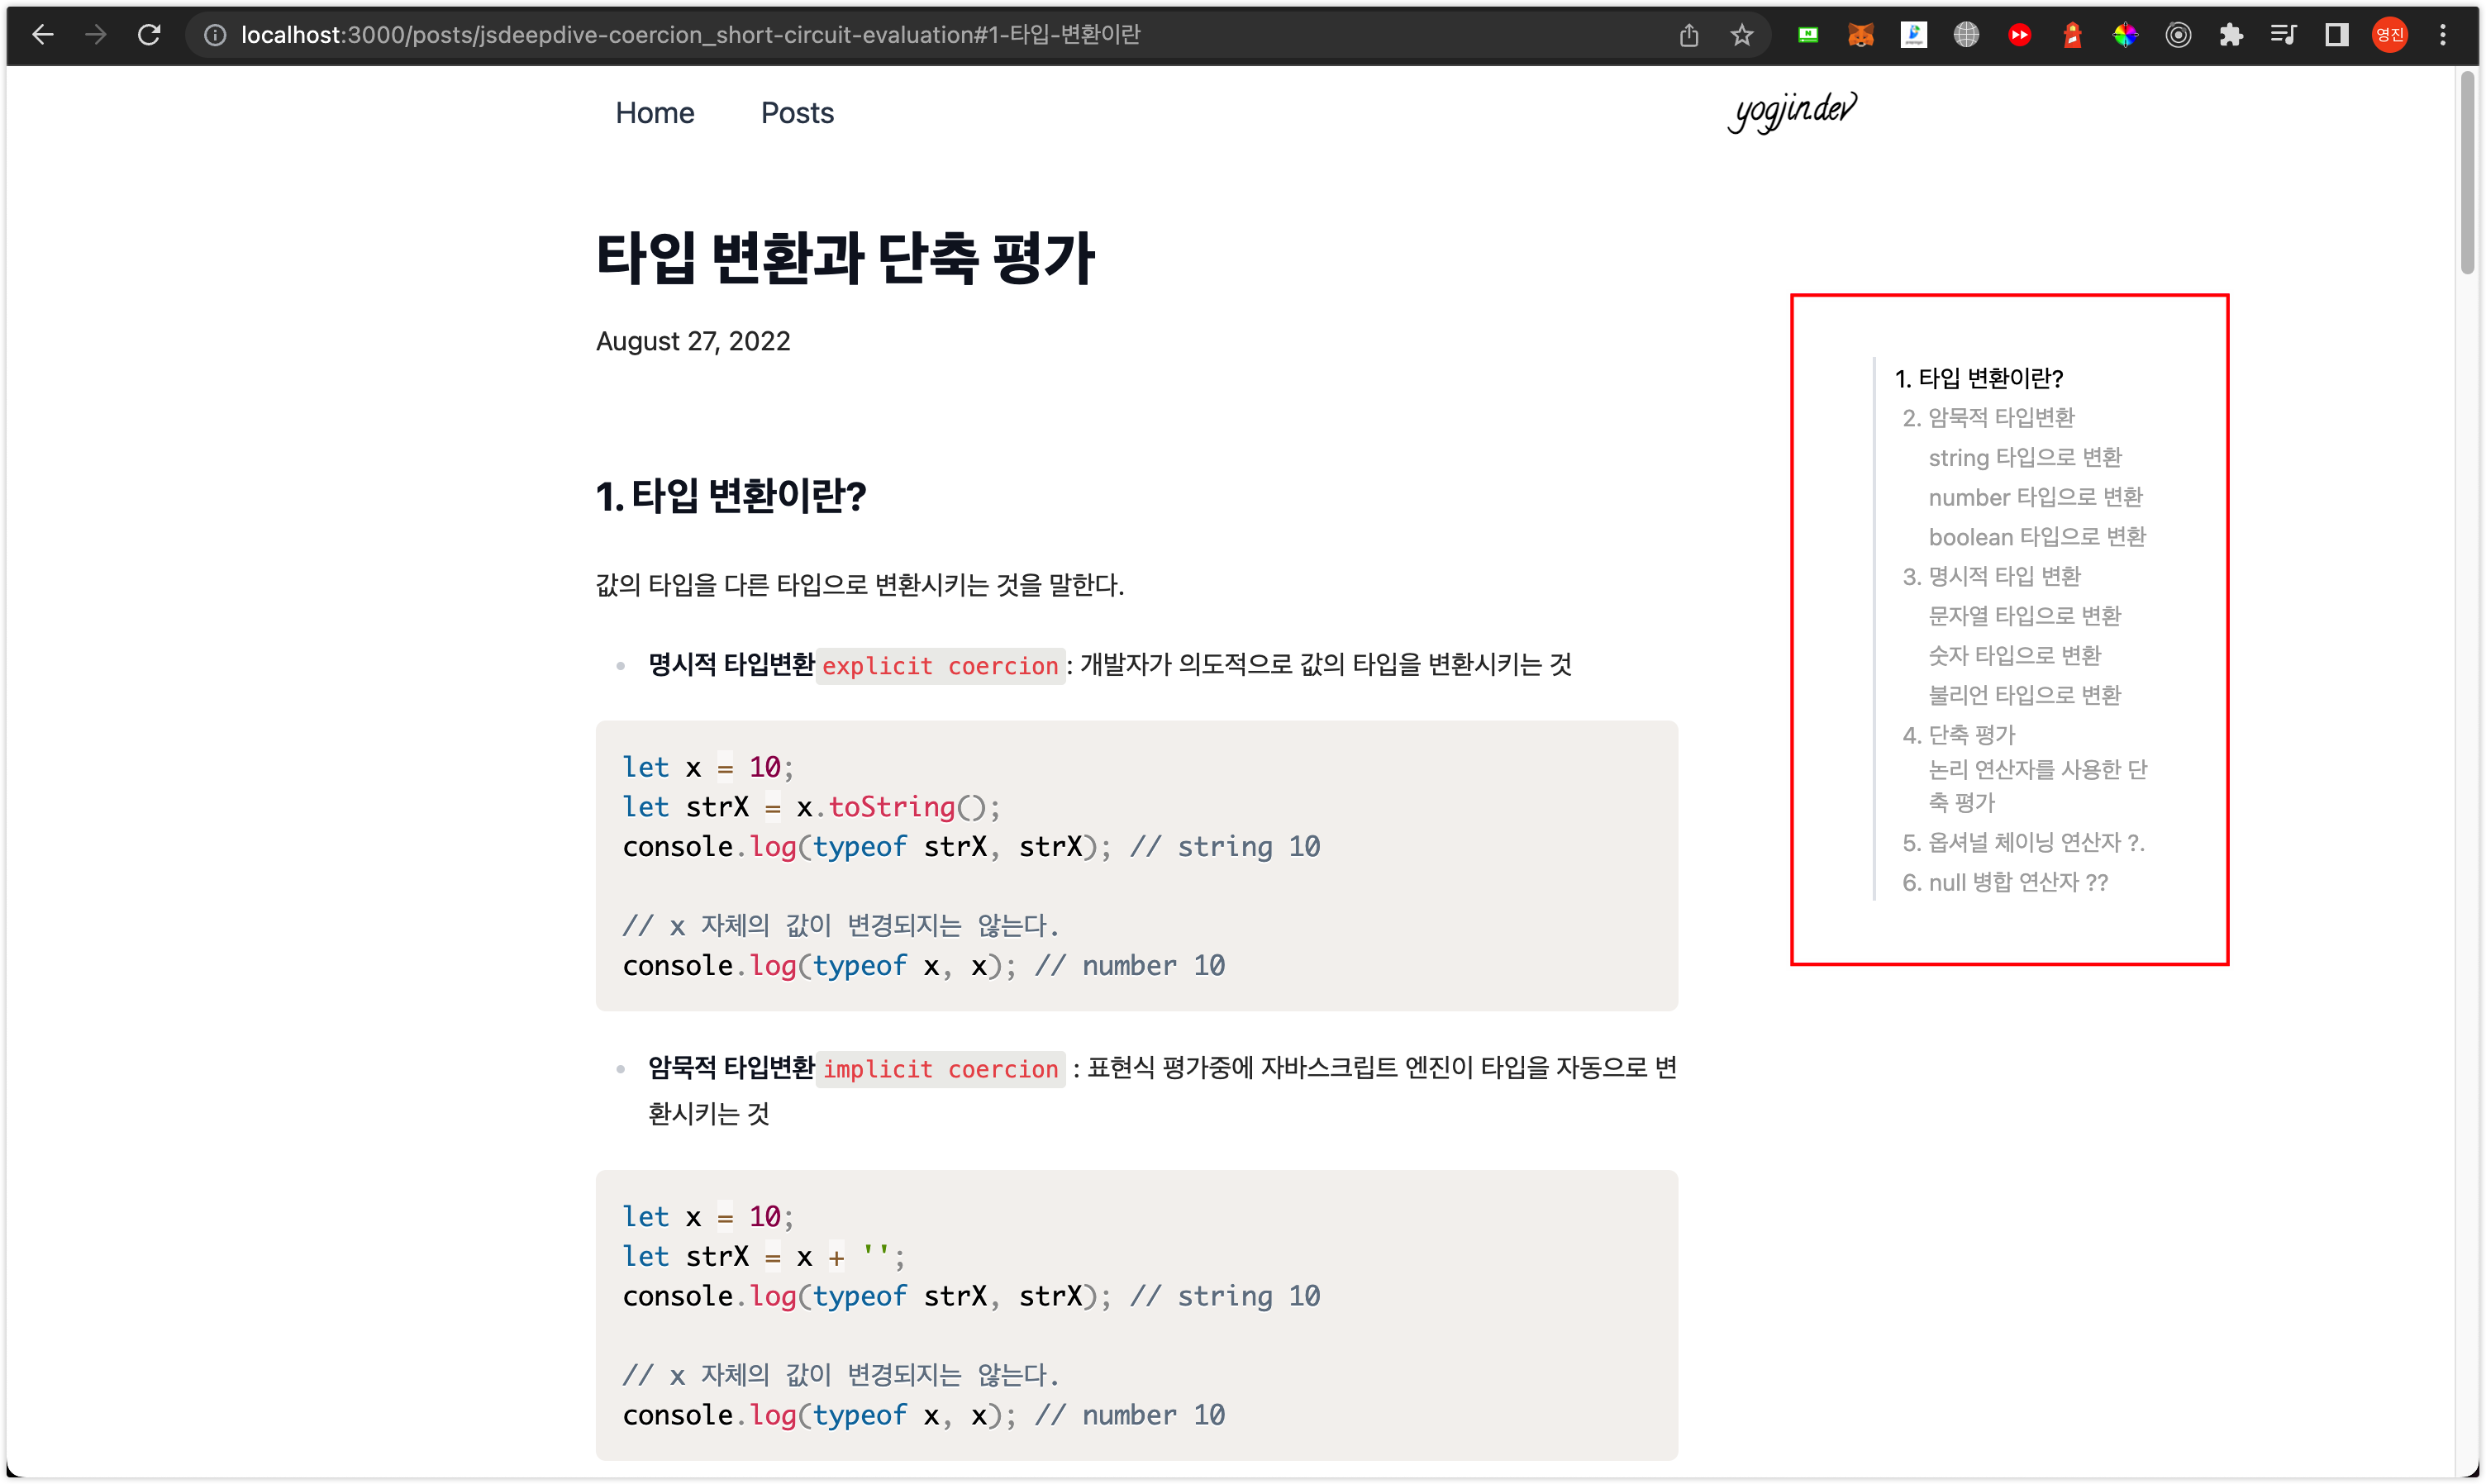 localhost:3000/posts/jsdeepdive-coercion_short-circuit-evaluation#1-타입-변환이란
영진
Home Posts
yogjin.dev
타입 변환과 단축 평가
August 27, 2022
1. 타입 변환이란?
값의 타입을 다른 타입으로 변환시키는 것을 말한다.
• 명시적 타입변환 explicit coercion : 개발자가 의도적으로 값의 타입을 변환시키는 것
let x = 10;
let strX = x.toString();
console.log(typeof strX, strX); // string 10
// x 자체의 값이 변경되지는 않는다.
console.log(typeof x, x); // number 10
• 암묵적 타입변환 implicit coercion : 표현식 평가중에 자바스크립트 엔진이 타입을 자동으로 변
환시키는 것
let x = 10;
let strX = x + '';
console.log(typeof strX, strX); // string 10
// x 자체의 값이 변경되지는 않는다.
console.log(typeof x, x); // number 10
1. 타입 변환이란?
2. 암묵적 타입변환
string 타입으로 변환
number 타입으로 변환
boolean 타입으로 변환
3. 명시적 타입 변환
문자열 타입으로 변환
숫자 타입으로 변환
불리언 타입으로 변환
4. 단축 평가
논리 연산자를 사용한 단
축 평가
5. 옵셔널 체이닝 연산자 ?.
6. null 병합 연산자 ??